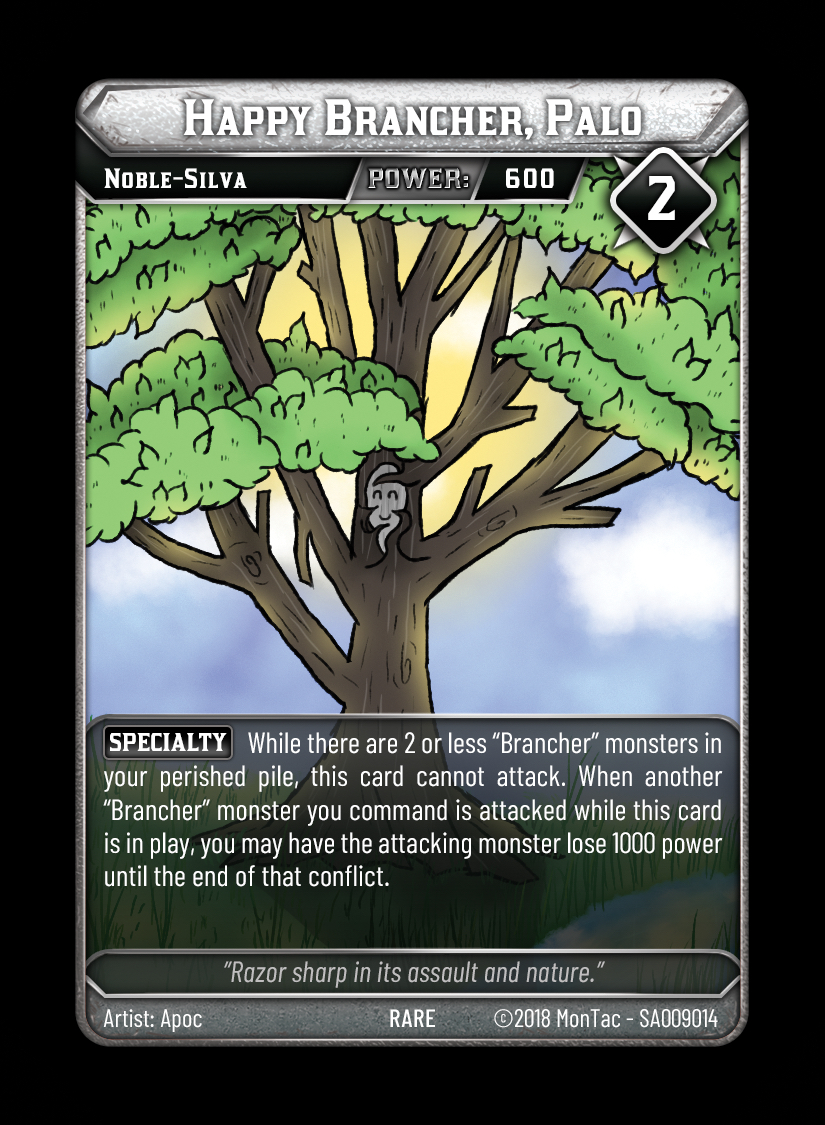 Happy Brancher, Palo
Noble-Silva POWER: 600
2
SPECIALTY While there are 2 or less “Brancher” monsters in
your perished pile, this card cannot attack. When another
“Brancher” monster you command is attacked while this card
is in play, you may have the attacking monster lose 1000 power
until the end of that conflict.
"Razor sharp in its assault and nature."
Artist: Apoc RARE ©2018 MonTac - SA009014